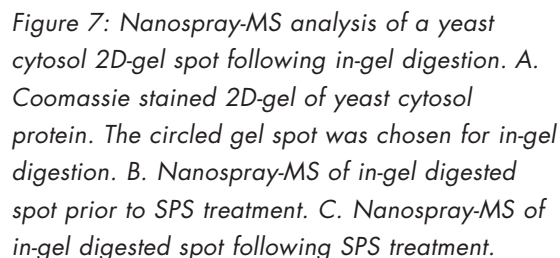 Figure 7: Nanospray-MS analysis of a yeast
cytosol 2D-gel spot following in-gel digestion. A.
Coomassie stained 2D-gel of yeast cytosol
protein. The circled gel spot was chosen for in-gel
digestion. B. Nanospray-MS of in-gel digested
spot prior to SPS treatment. C. Nanospray-MS of
in-gel digested spot following SPS treatment.